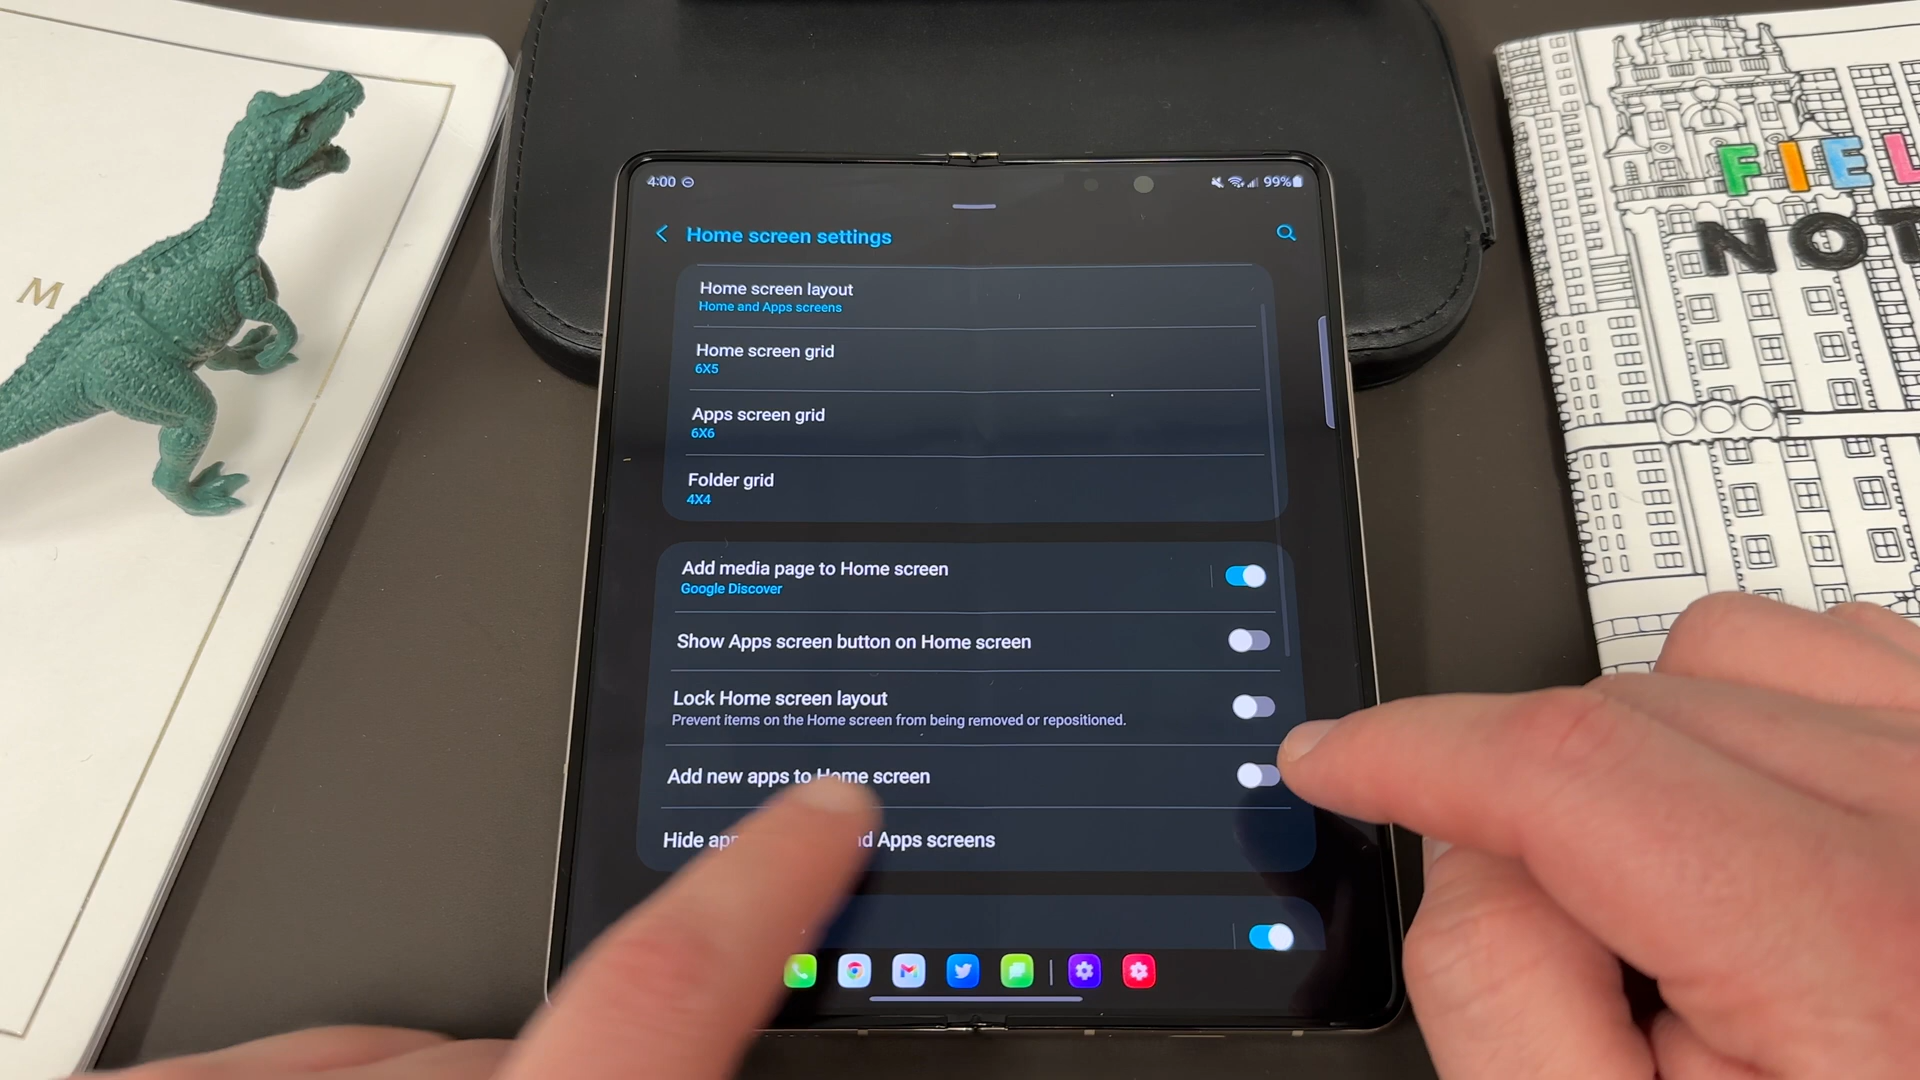 M
FIEL
NOT
4:00
99%
Home screen settings
Home screen layout
Home and Apps screens
Home screen grid
6X5
Apps screen grid
6X6
Folder grid
4X4
Add media page to Home screen
Google Discover
Show Apps screen button on Home screen
Lock Home screen layout
Prevent items on the Home screen from being removed or repositioned.
Add new apps to Home screen
Hide Apps screens